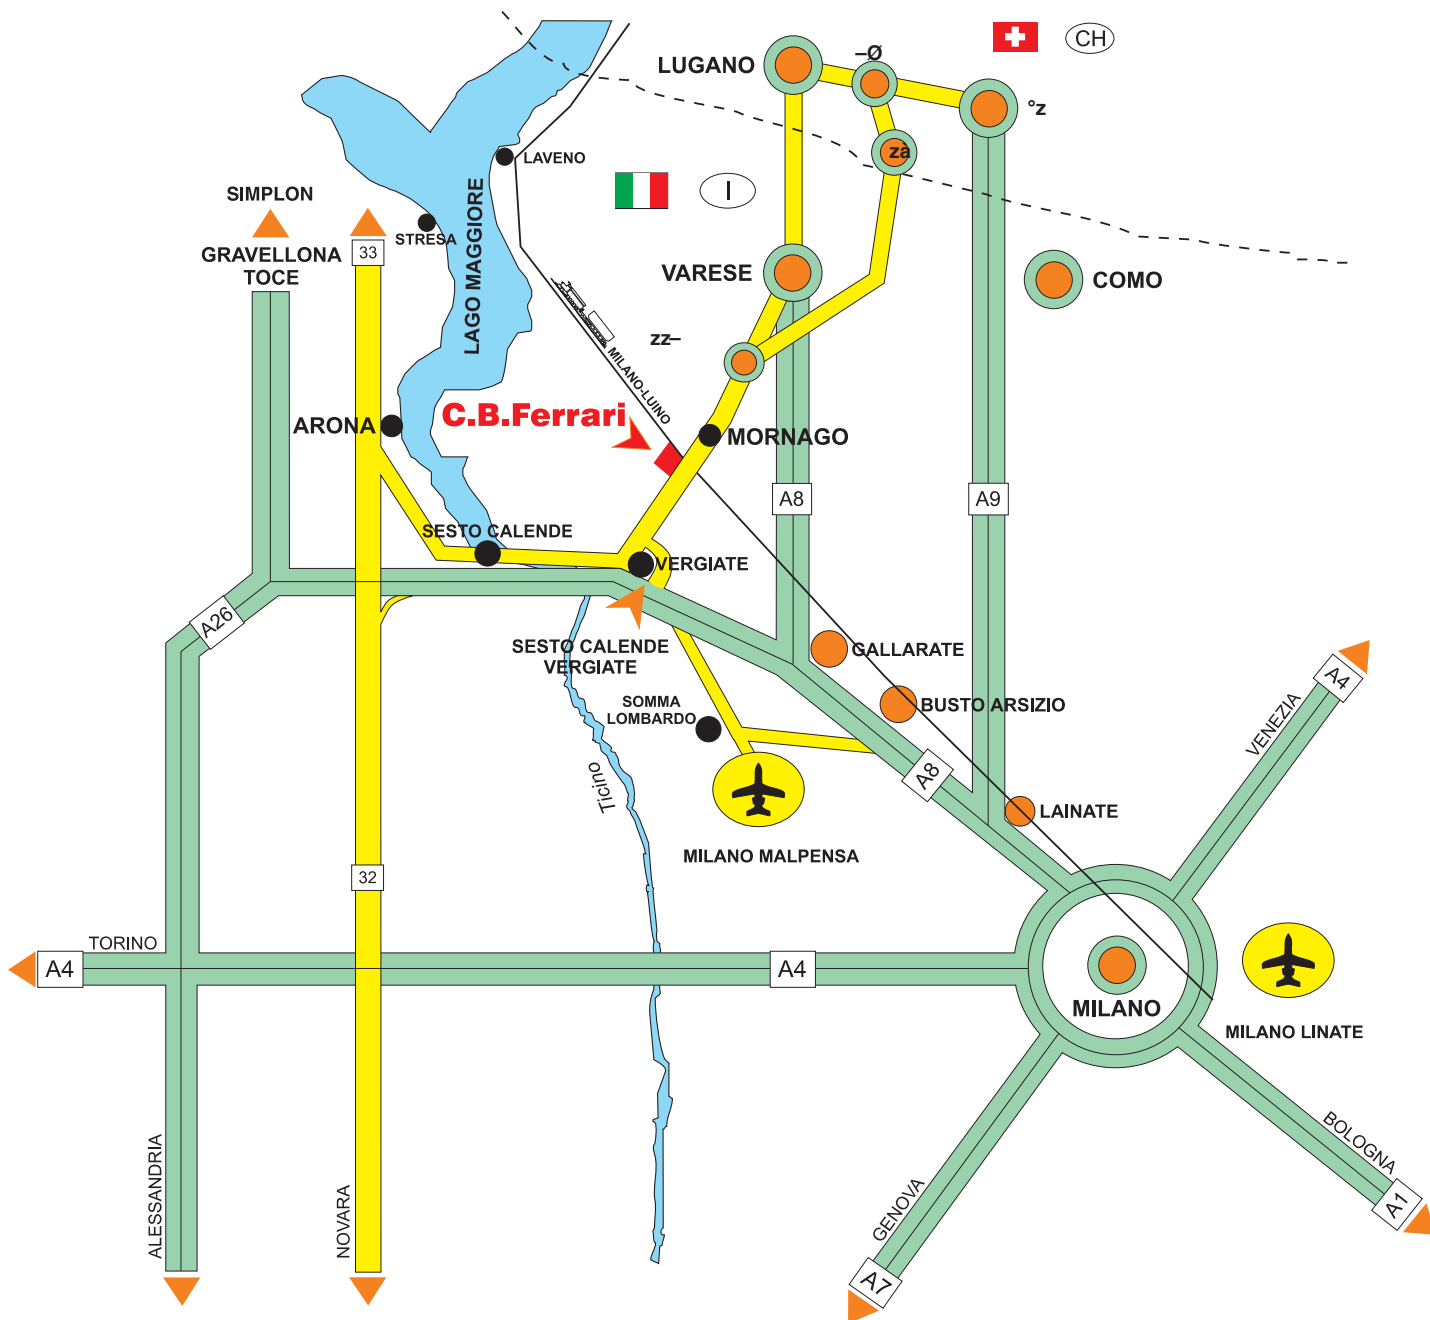 CH
–Ø
LUGANO
°z
zà
LAVENO
I
SIMPLON
STRESA
33
GRAVELLONA
TOCE
LAGO MAGGIORE
VARESE
COMO
zz–
MILANO-LUINO
C.B.Ferrari
ARONA
MORNAGO
A8
A9
SESTO CALENDE
VERGIATE
A26
SESTO CALENDE
VERGIATE
GALLARATE
SOMMA
LOMBARDO
BUSTO ARSIZIO
A4
VENEZIA
Ticino
A8
LAINATE
MILANO MALPENSA
32
TORINO
A4
A4
MILANO
MILANO LINATE
ALESSANDRIA
NOVARA
GENOVA
A7
BOLOGNA
A1